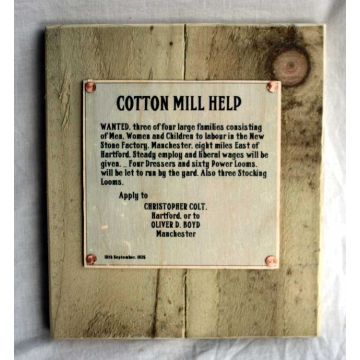 COTTON MILL HELP
WANTED, three of four large families consisting
of Men, Women and Children to labour in the New
Stone Factory, Manchester, eight miles East of
Hartford. Steady employ and liberal wages will be
given. _ Four Dressers and sixty Power Looms,
will be let to run by the yard. Also three Stocking
Looms.
Apply to
CHRISTOPHER COLT,
Hartford, or to
OLIVER D. BOYD
Manchester
September,